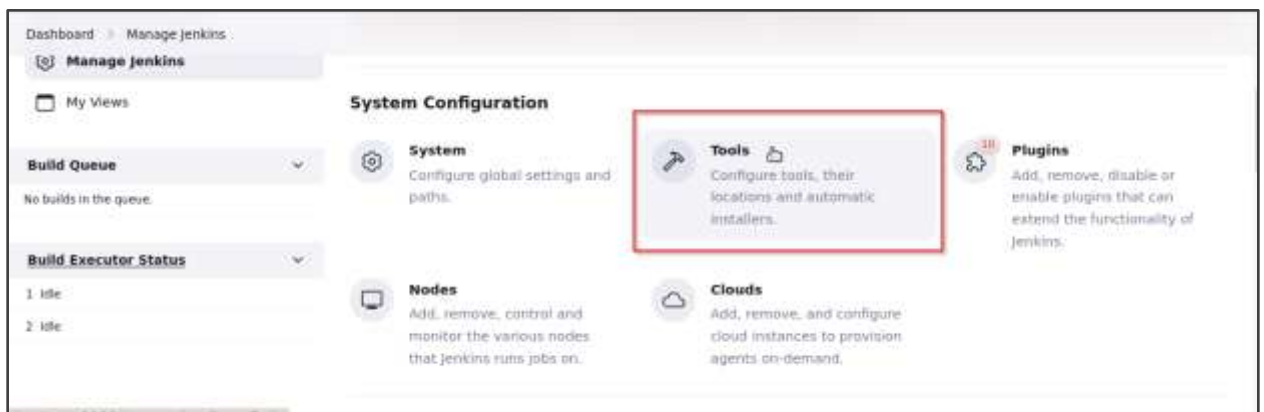 Dashboard > Manage Jenkins
Manage Jenkins
My Views
Build Queue
No builds in the queue.
Build Executor Status
1 Idle
2 Idle
System Configuration
System
Configure global settings and
paths.
Tools
Configure tools, their
locations and automatic
installers.
10
Plugins
Add, remove, disable or
enable plugins that can
extend the functionality of
Jenkins.
Nodes
Add, remove, control and
monitor the various nodes
that Jenkins runs jobs on.
Clouds
Add, remove, and configure
cloud instances to provision
agents on-demand.